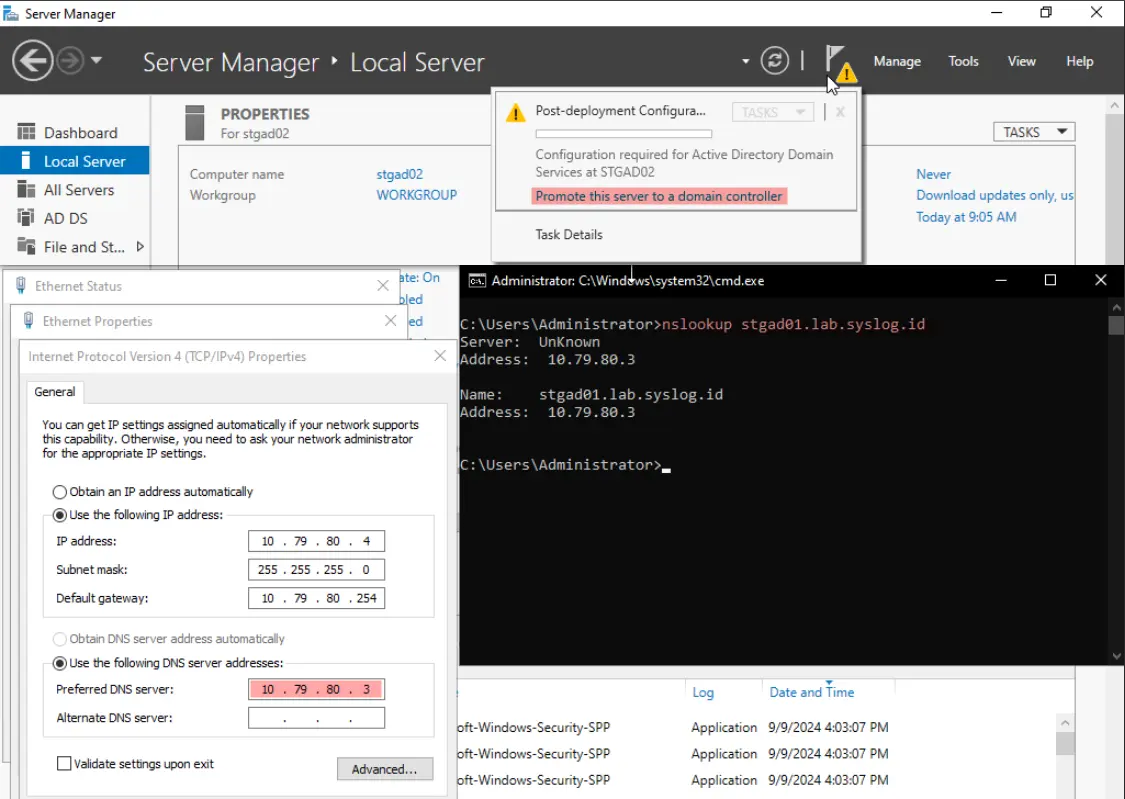 Server Manager
Server Manager ‣ Local Server
Manage Tools View Help
Dashboard
Local Server
All Servers
AD DS
File and St...
PROPERTIES
For stgad02
TASKS
Computer name stgad02
Workgroup WORKGROUP
Post-deployment Configura... TASKS X
Configuration required for Active Directory Domain
Services at STGAD02
Promote this server to a domain controller
Task Details
Never
Download updates only, us
Today at 9:05 AM
Ethernet Status
ate: On
Ethernet Properties
Internet Protocol Version 4 (TCP/IPv4) Properties
General
You can get IP settings assigned automatically if your network supports
this capability. Otherwise, you need to ask your network administrator
for the appropriate IP settings.
Obtain an IP address automatically
Use the following IP address:
IP address: 10 . 79 . 80 . 4
Subnet mask: 255 . 255 . 255 . 0
Default gateway: 10 . 79 . 80 . 254
Obtain DNS server address automatically
Use the following DNS server addresses:
Preferred DNS server: 10 . 79 . 80 . 3
Alternate DNS server: . . .
Validate settings upon exit
Advanced...
Administrator: C:\Windows\system32\cmd.exe
C:\Users\Administrator>nslookup stgad01.lab.syslog.id
Server: UnKnown
Address: 10.79.80.3
Name: stgad01.lab.syslog.id
Address: 10.79.80.3
C:\Users\Administrator>
Log Date and Time
oft-Windows-Security-SPP Application 9/9/2024 4:03:07 PM
oft-Windows-Security-SPP Application 9/9/2024 4:03:07 PM
oft-Windows-Security-SPP Application 9/9/2024 4:03:07 PM